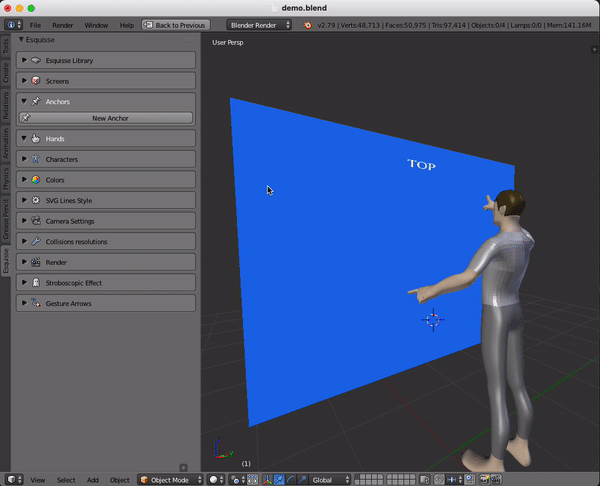 demo.blend
File Render Window Help Back to Previous Blender Render v2.79 | Verts:48,713 | Faces:50,975 | Tris:97,414 | Objects:0/4 | Lamps:0/0 | Mem:141.16M
Esquisse
User Persp
Tools
Create
Relations
Animation
Physics
Grease Pencil
Esquisse
Esquisse Library
Screens
Anchors
New Anchor
Hands
Characters
Colors
SVG Lines Style
Camera Settings
Collisions resolutions
Render
Stroboscopic Effect
Gesture Arrows
TOP
(1)
View Select Add Object Object Mode Global